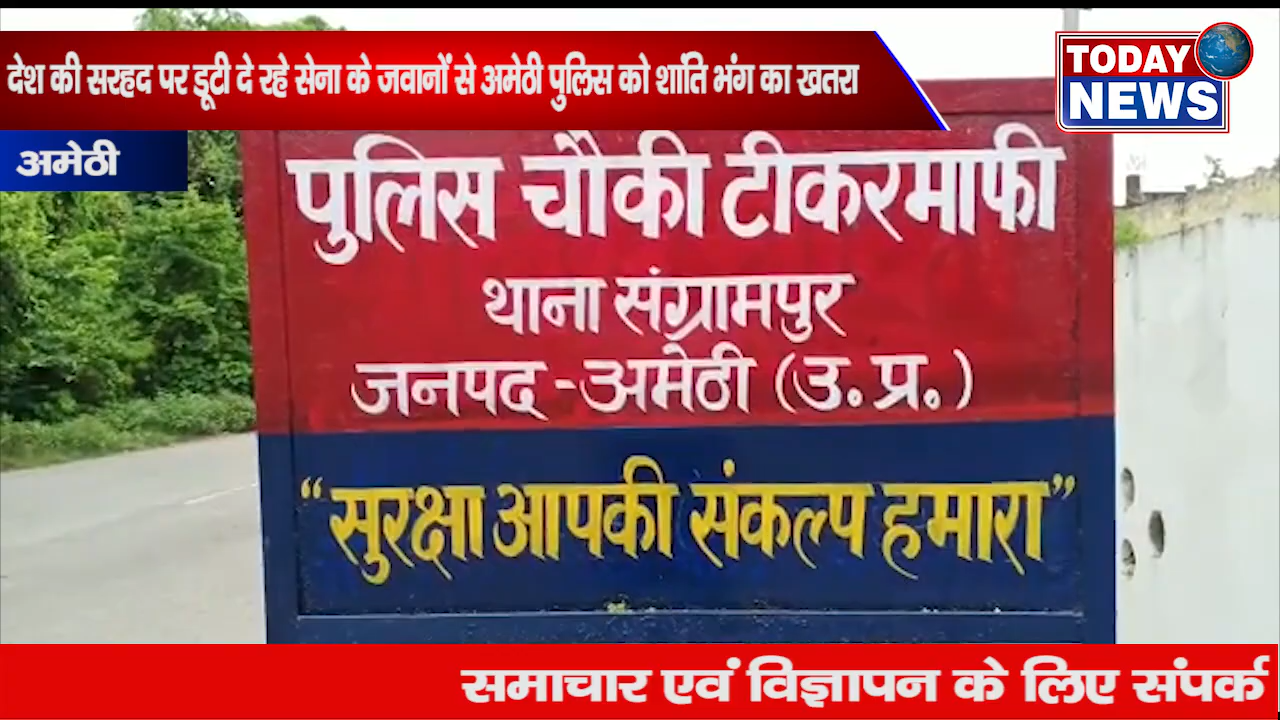 देश की सरहद पर डूटी दे रहे सेना के जवानों से अमेठी पुलिस को शांति भंग का खतरा
TODAY
NEWS
अमेठी
पुलिस चौकी टीकरमाफी
थाना संग्रामपुर
जनपद -अमेठी (उ. प्र.)
"सुरक्षा आपकी संकल्प हमारा"
समाचार एवं विज्ञापन के लिए संपर्क